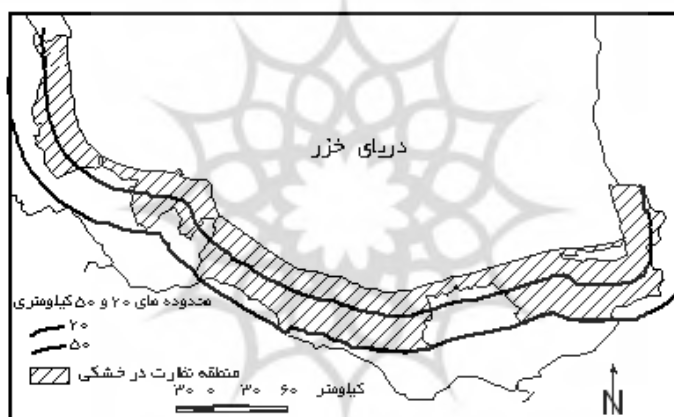 دریای خزر
محدوده های ۲۰ و ۵۰ کیلومتری
۲۰
۵۰
منطقه نظارت در خشکی
۳۰ ۰ ۳۰ ۶۰ کیلومتر
N